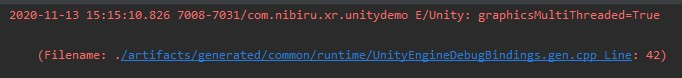 2020-11-13 15:15:10.826 7008-7031/com.nibiru.xr.unitydemo E/Unity: graphicsMultiThreaded=True
(Filename: ./artifacts/generated/common/runtime/UnityEngineDebugBindings.gen.cpp Line: 42)